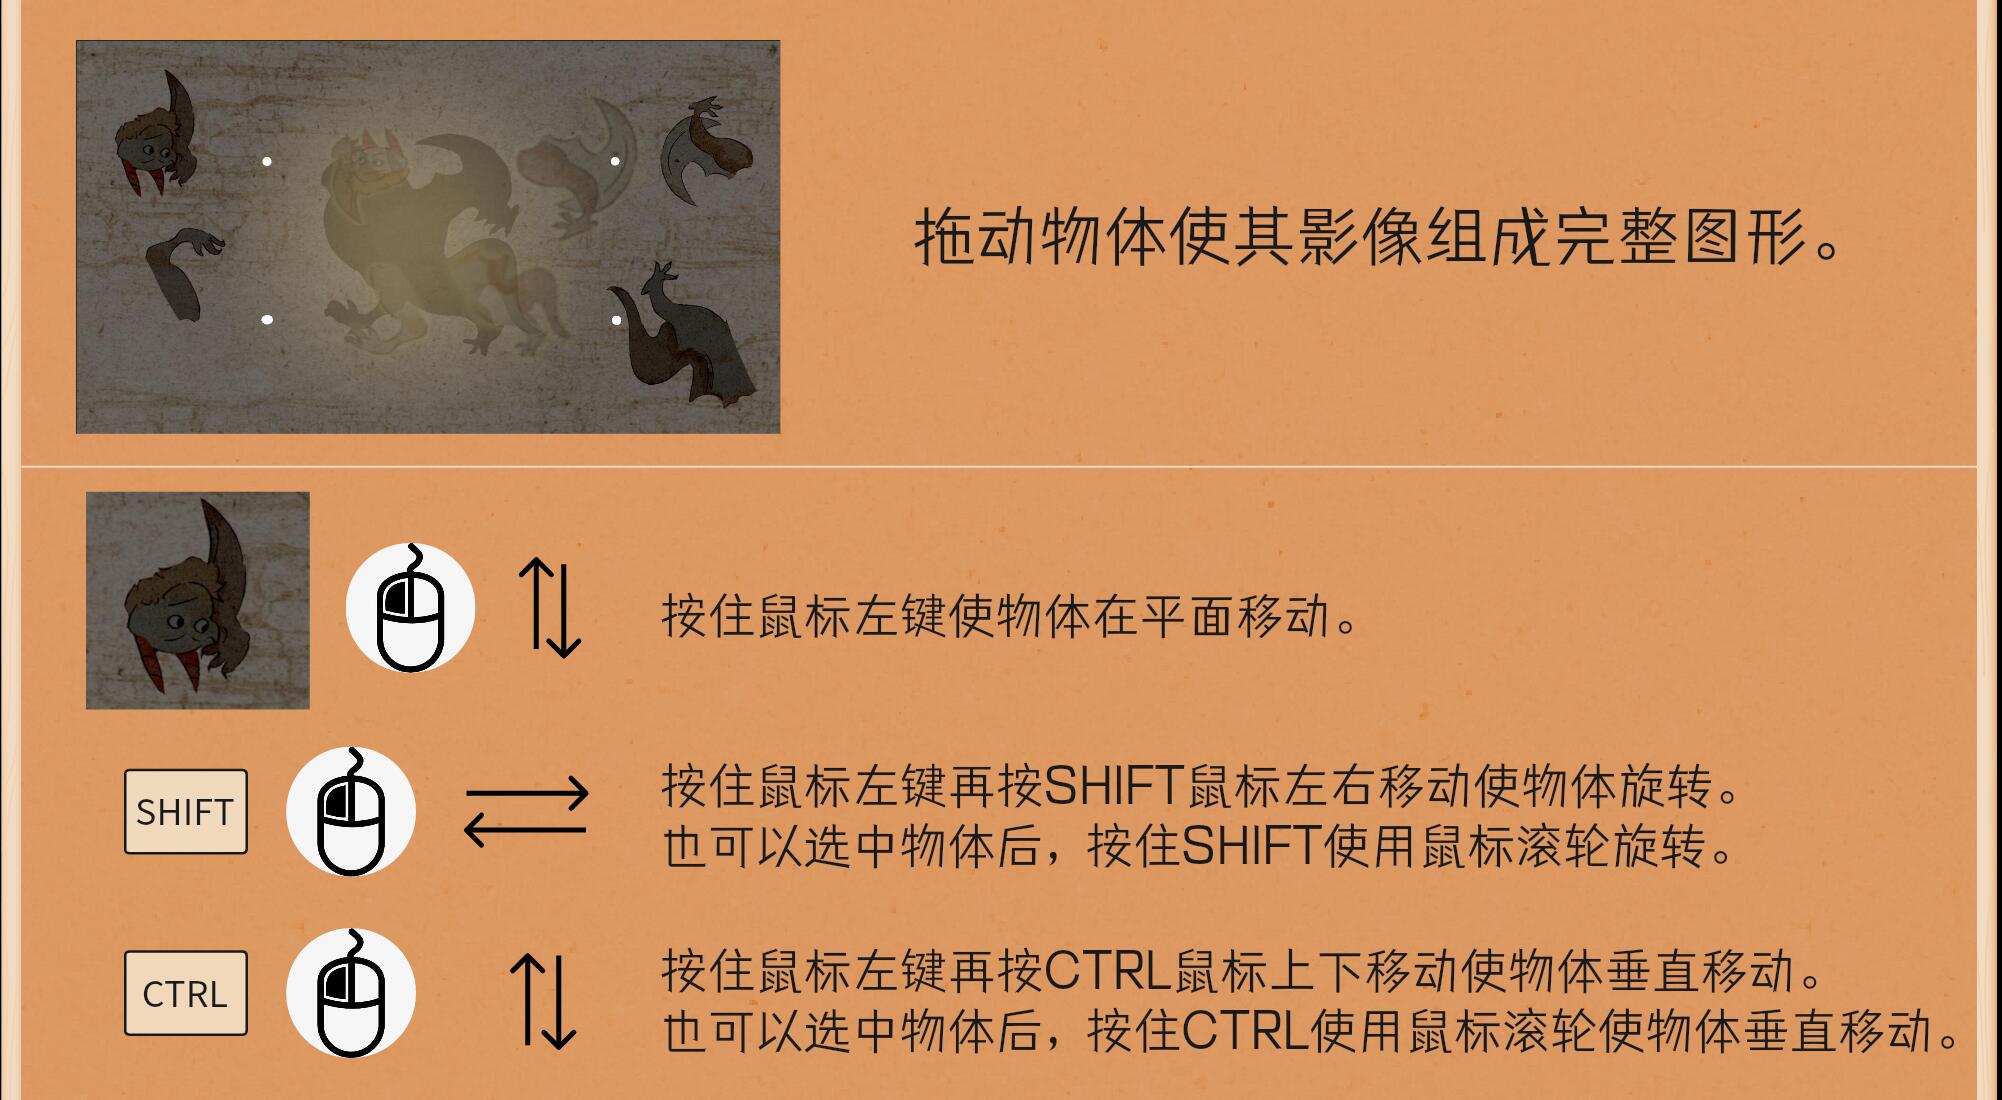 拖动物体使其影像组成完整图形。
按住鼠标左键使物体在平面移动。
SHIFT
按住鼠标左键再按SHIFT鼠标左右移动使物体旋转。
也可以选中物体后，按住SHIFT使用鼠标滚轮旋转。
CTRL
按住鼠标左键再按CTRL鼠标上下移动使物体垂直移动。
也可以选中物体后，按住CTRL使用鼠标滚轮使物体垂直移动。